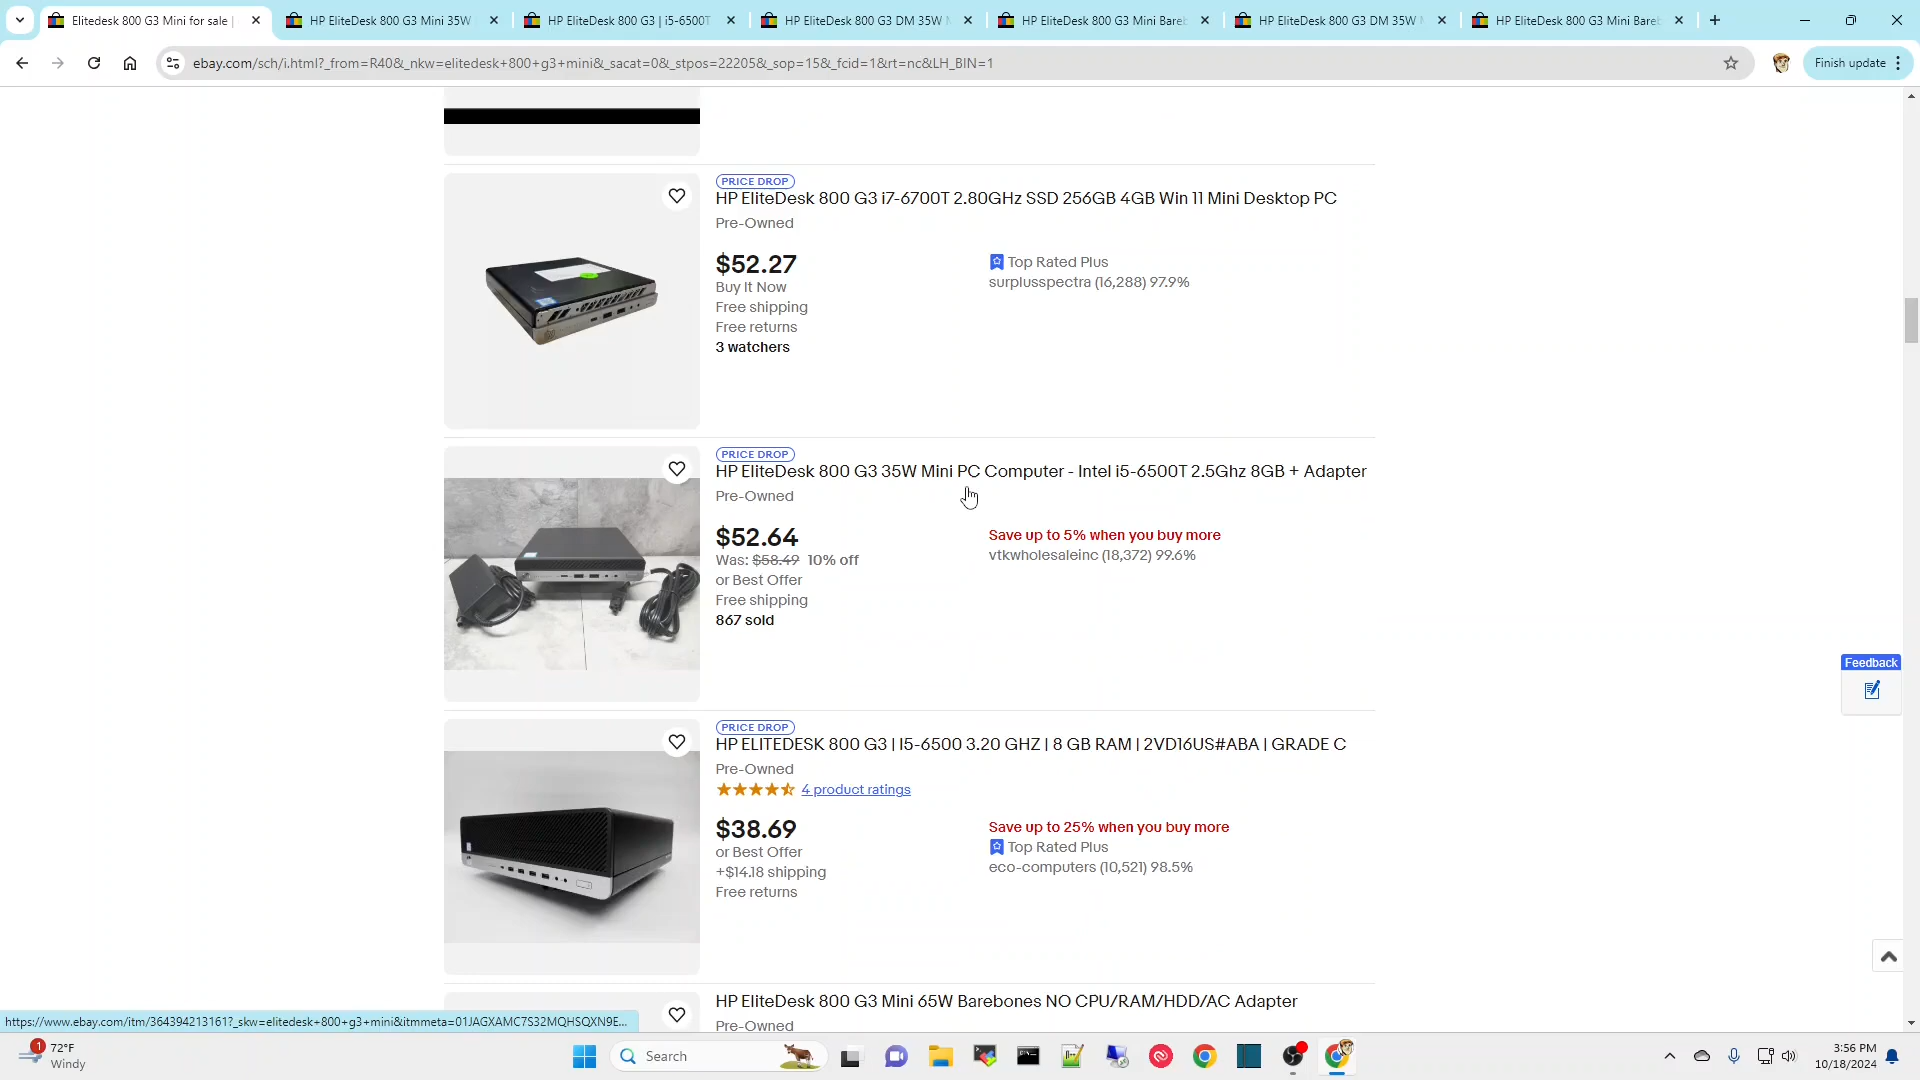 Elitedesk 800 G3 Mini for sale |
HP EliteDesk 800 G3 Mini 35W
HP EliteDesk 800 G3 | i5-6500T
HP EliteDesk 800 G3 DM 35W M
HP EliteDesk 800 G3 Mini Bareb
HP EliteDesk 800 G3 DM 35W M
HP EliteDesk 800 G3 Mini Bareb
ebay.com/sch/i.html?_from=R40&_nkw=elitedesk+800+g3+mini&_sacat=0&_stpos=22205&_sop=15&_fcid=1&rt=nc&LH_BIN=1
Finish update
PRICE DROP
HP EliteDesk 800 G3 i7-6700T 2.80GHz SSD 256GB 4GB Win 11 Mini Desktop PC
Pre-Owned
$52.27
Buy It Now
Free shipping
Free returns
3 watchers
Top Rated Plus
surplusspectra (16,288) 97.9%
PRICE DROP
HP EliteDesk 800 G3 35W Mini PC Computer - Intel i5-6500T 2.5Ghz 8GB + Adapter
Pre-Owned
$52.64
Was: $58.49 10% off
or Best Offer
Free shipping
867 sold
Save up to 5% when you buy more
vtkwholesaleinc (18,372) 99.6%
Feedback
PRICE DROP
HP ELITEDESK 800 G3 | I5-6500 3.20 GHZ | 8 GB RAM | 2VD16US#ABA | GRADE C
Pre-Owned
4 product ratings
$38.69
or Best Offer
+$14.18 shipping
Free returns
Save up to 25% when you buy more
Top Rated Plus
eco-computers (10,521) 98.5%
HP EliteDesk 800 G3 Mini 65W Barebones NO CPU/RAM/HDD/AC Adapter
Pre-Owned
https://www.ebay.com/itm/364394213161?_skw=elitedesk+800+g3+mini&itmmeta=01JAGXAMC7S32MQHSQXN9E...
1
72°F
Windy
Search
3:56 PM
10/18/2024